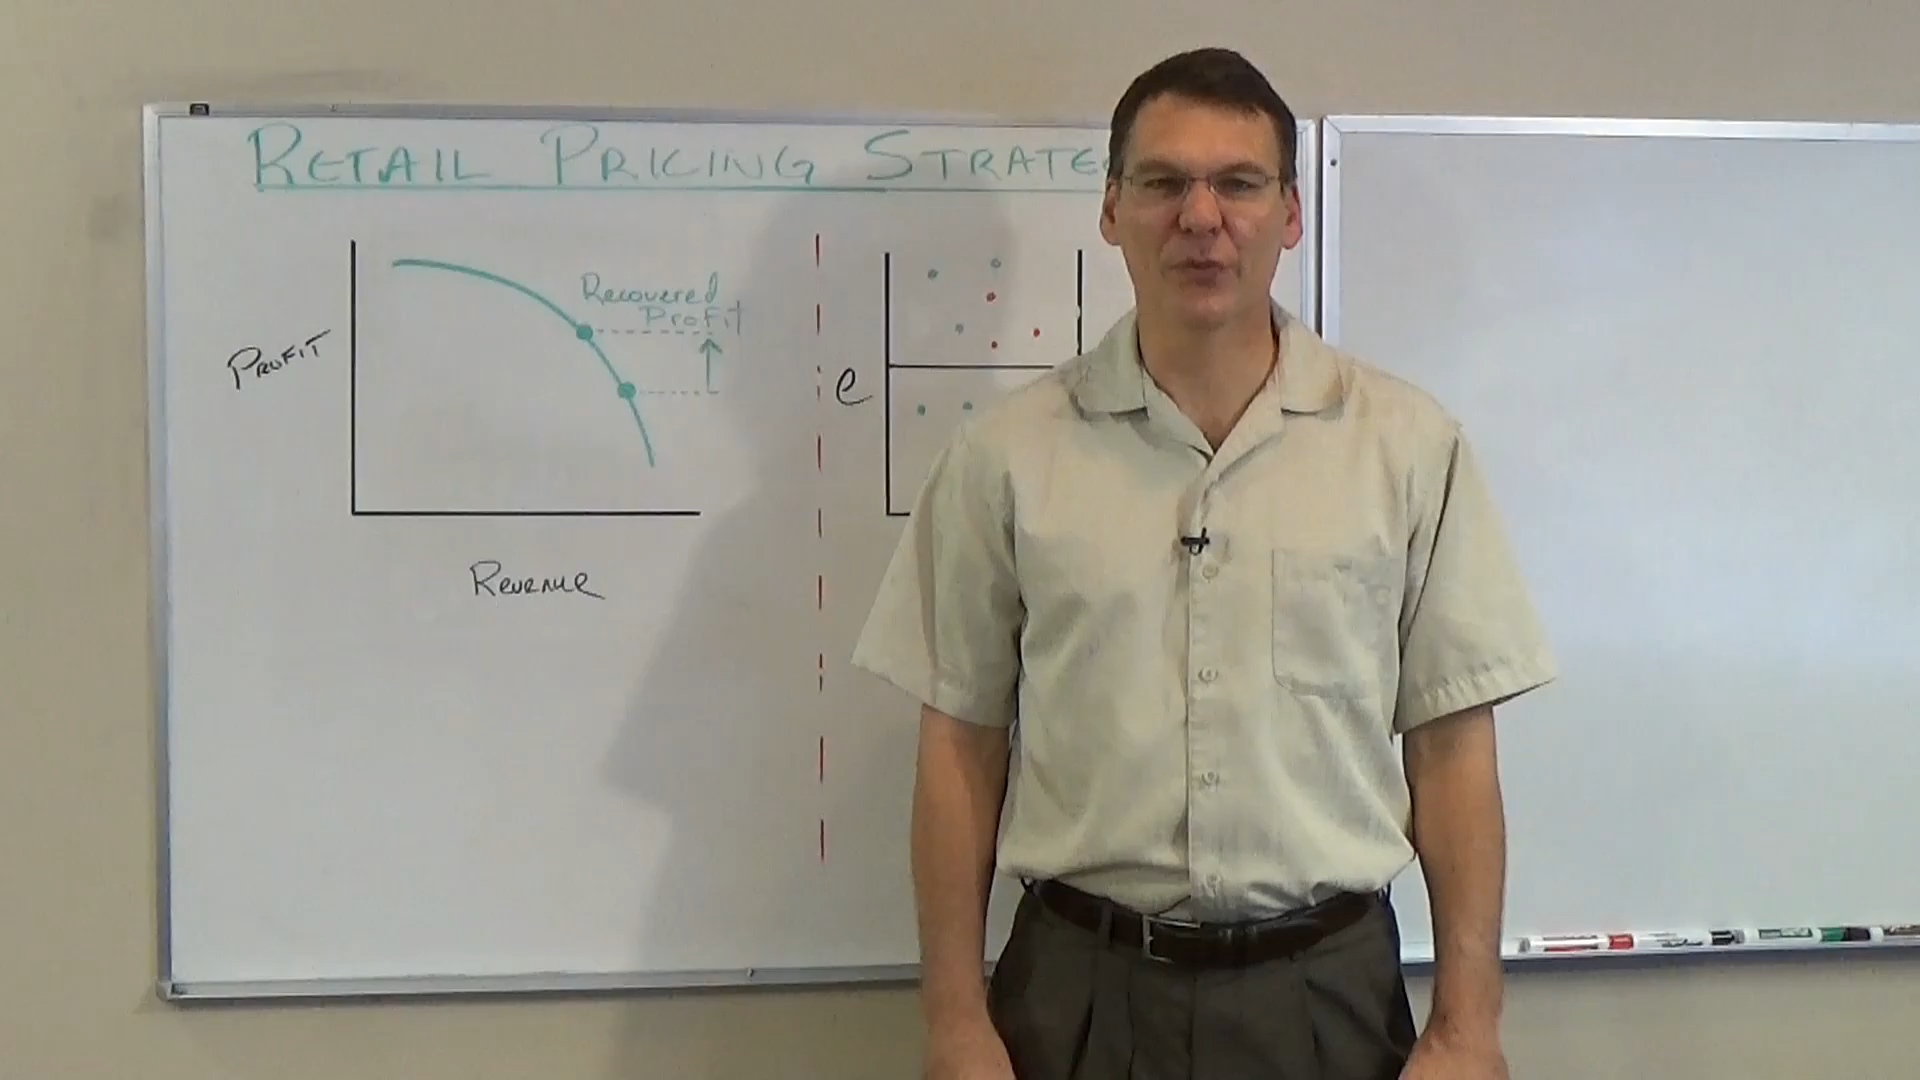 RETAIL PRICING STRATE
Recovered
Profit
PROFIT
e
Revenue